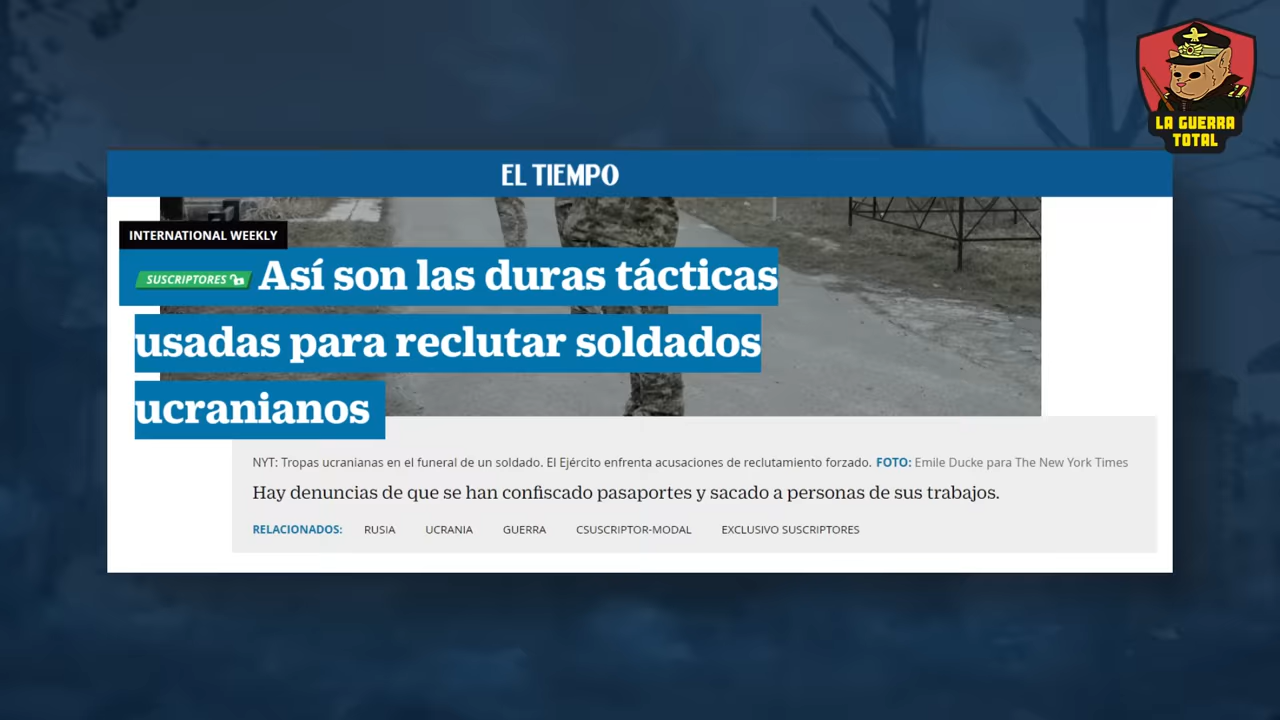 LA GUERRA
TOTAL
EL TIEMPO
INTERNATIONAL WEEKLY
SUSCRIPTORES Así son las duras tácticas
usadas para reclutar soldados
ucranianos
NYT: Tropas ucranianas en el funeral de un soldado. El Ejército enfrenta acusaciones de reclutamiento forzado. FOTO: Emile Ducke para The New York Times
Hay denuncias de que se han confiscado pasaportes y sacado a personas de sus trabajos.
RELACIONADOS: RUSIA UCRANIA GUERRA CSUSCRIPTOR-MODAL EXCLUSIVO SUSCRIPTORES